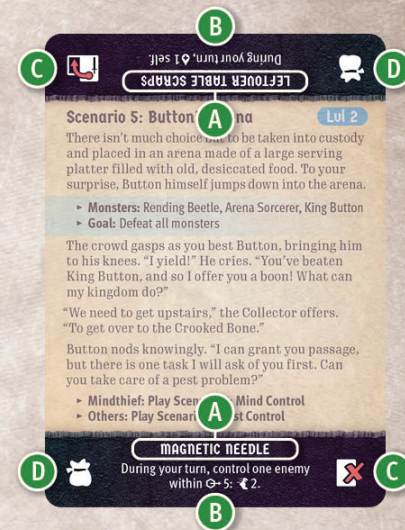 B
During your turn, 1 self.
LEFTOVER TABLE SCRAPS
C
D
A
Scenario 5: Button' na
Lvl 2
There isn't much choice but to be taken into custody
and placed in an arena made of a large serving
platter filled with old, desiccated food. To your
surprise, Button himself jumps down into the arena.
▸ Monsters: Rending Beetle, Arena Sorcerer, King Button
▸ Goal: Defeat all monsters
The crowd gasps as you best Button, bringing him
to his knees. “I yield!” He cries. “You’ve beaten
King Button, and so I offer you a boon! What can
my kingdom do?”
“We need to get upstairs,” the Collector offers.
“To get over to the Crooked Bone.”
Button nods knowingly. “I can grant you passage,
but there is one task I will ask of you first. Can
you take care of a pest problem?”
A
▸ Mindthief: Play Scen Mind Control
▸ Others: Play Scenari st Control
MAGNETIC NEEDLE
D
During your turn, control one enemy
within 5: 2.
C
B